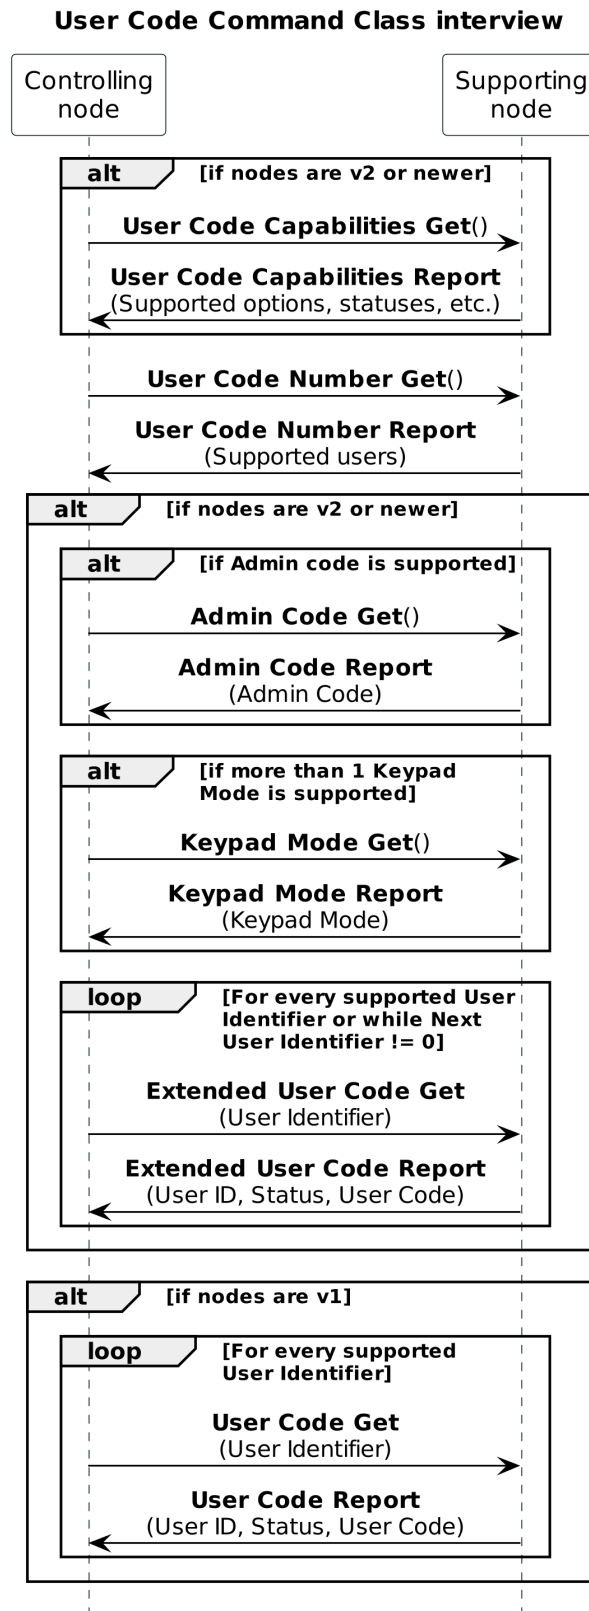 User Code Command Class interview
Controlling
node
Supporting
node
alt
[if nodes are v2 or newer]
User Code Capabilities Get()
User Code Capabilities Report
(Supported options, statuses, etc.)
User Code Number Get()
User Code Number Report
(Supported users)
alt
[if nodes are v2 or newer]
alt
[if Admin code is supported]
Admin Code Get()
Admin Code Report
(Admin Code)
alt
[if more than 1 Keypad
Mode is supported]
Keypad Mode Get()
Keypad Mode Report
(Keypad Mode)
loop
[For every supported User
Identifier or while Next
User Identifier != 0]
Extended User Code Get
(User Identifier)
Extended User Code Report
(User ID, Status, User Code)
alt
[if nodes are v1]
loop
[For every supported
User Identifier]
User Code Get
(User Identifier)
User Code Report
(User ID, Status, User Code)